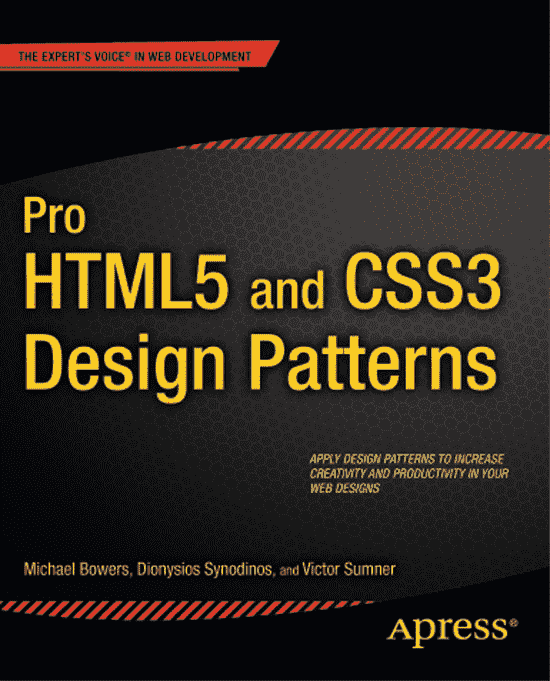 THE EXPERT'S VOICE® IN WEB DEVELOPMENT
Pro
HTML5 and CSS3
Design Patterns
APPLY DESIGN PATTERNS TO INCREASE
CREATIVITY AND PRODUCTIVITY IN YOUR
WEB DESIGNS
Michael Bowers, Dionysios Synodinos, and Victor Sumner
Apress®